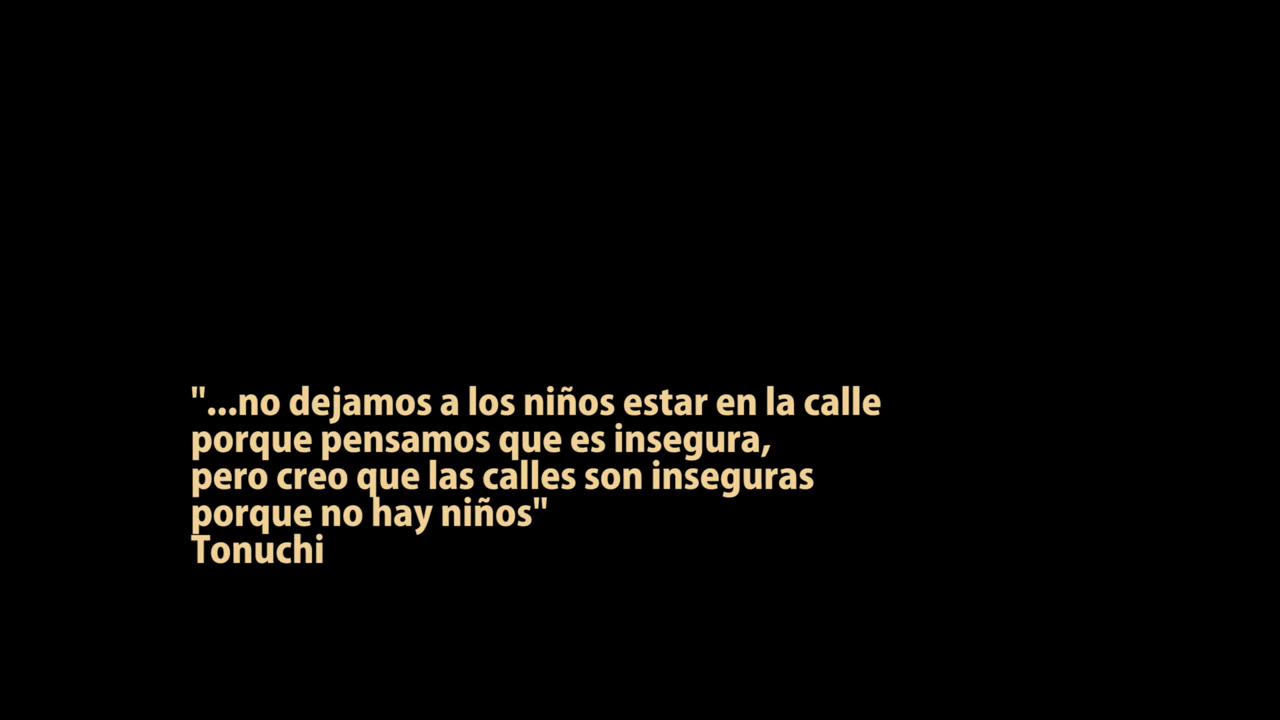 "...no dejamos a los niños estar en la calle
porque pensamos que es insegura,
pero creo que las calles son inseguras
porque no hay niños"
Tonuchi